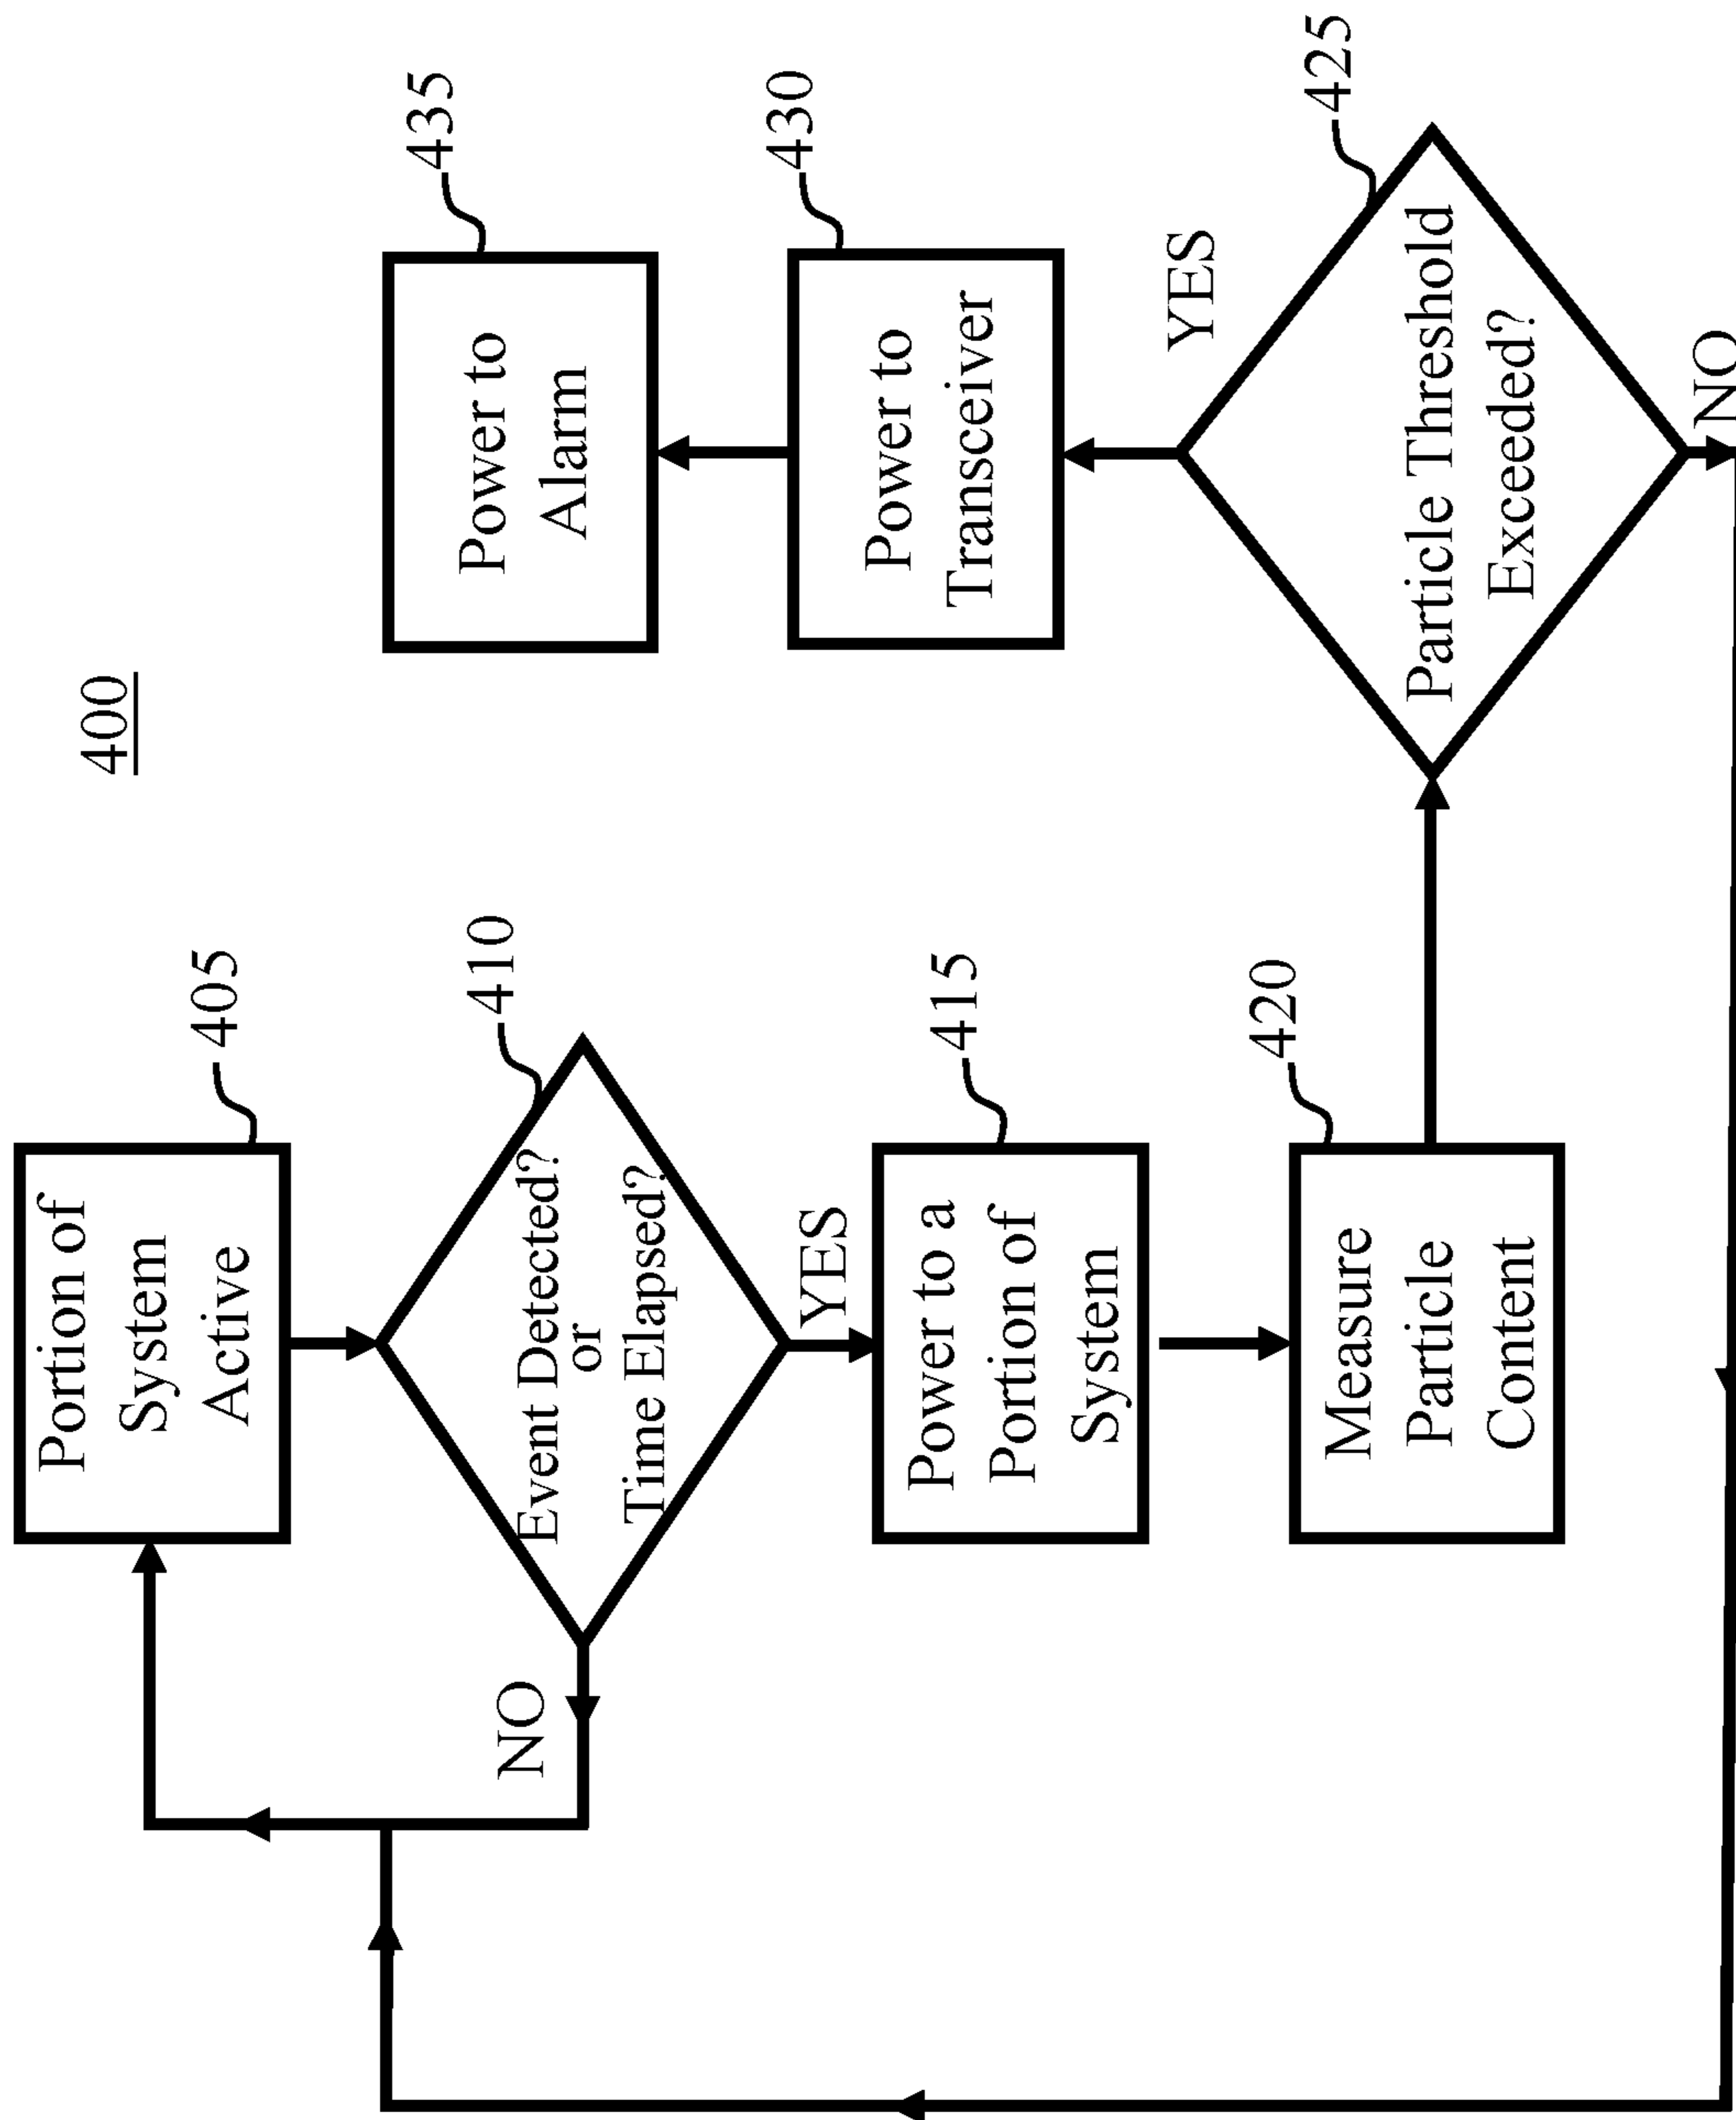 400
Portion of
System
Active
405
Event Detected?
or
Time Elapsed?
410
NO
YES
Power to a
Portion of
System
415
Measure
Particle
Content
420
Particle Threshold
Exceeded?
425
YES
NO
Power to
Transceiver
430
Power to
Alarm
435